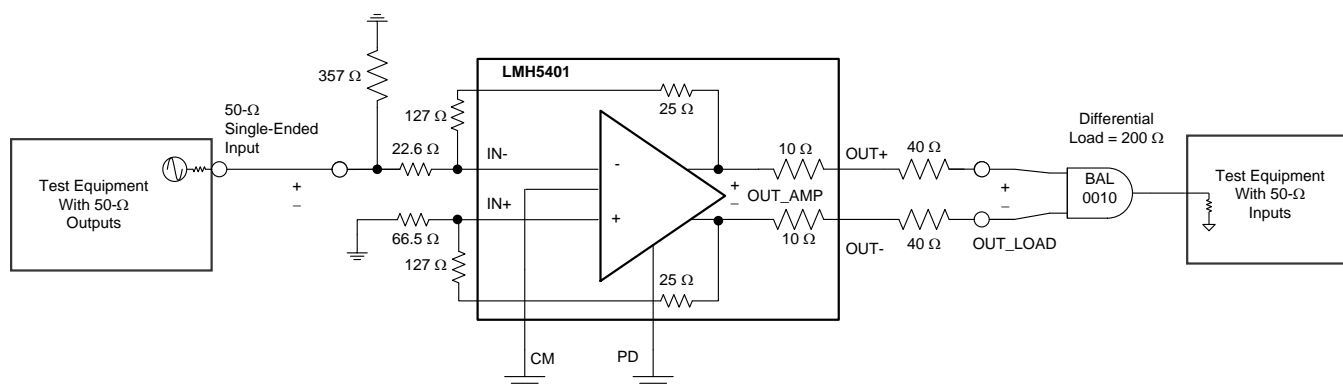 LMH5401
357 Ω
25 Ω
127 Ω
50-Ω
Single-Ended
Input
22.6 Ω
IN-
-
10 Ω
OUT+
40 Ω
Differential
Load = 200 Ω
Test Equipment
With 50-Ω
Outputs
+
–
IN+
+
66.5 Ω
127 Ω
25 Ω
+
–
OUT_AMP
10 Ω
OUT-
40 Ω
+
–
OUT_LOAD
BAL
0010
Test Equipment
With 50-Ω
Inputs
CM
PD